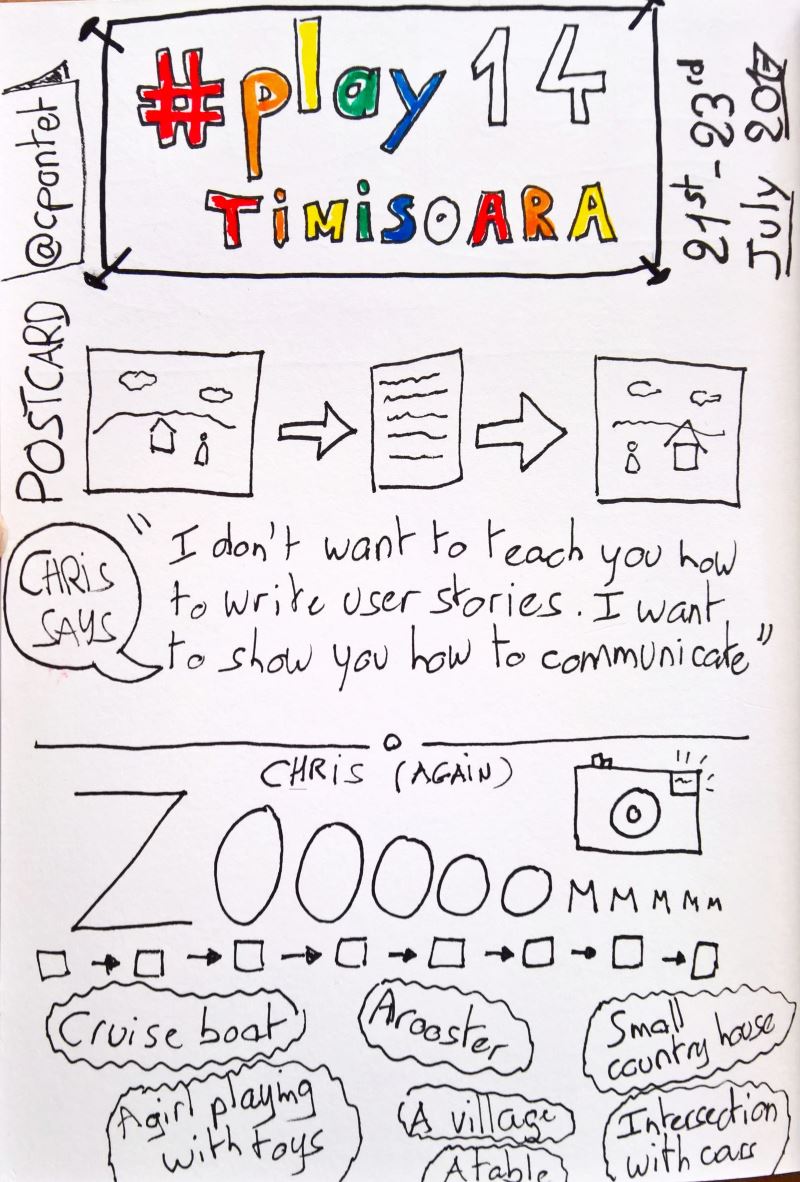 #play14
TIMISOARA
@cpontet
21st-23rd
July 2017
POSTCARD
CHRIS
SAYS
"I don't want to teach you how
to write user stories. I want
to show you how to communicate"
CHRIS (AGAIN)
ZOOOOOMMMMM
Cruise boat
A rooster
Small
country house
A girl playing
with toys
A village
A table
Intersection
with cars